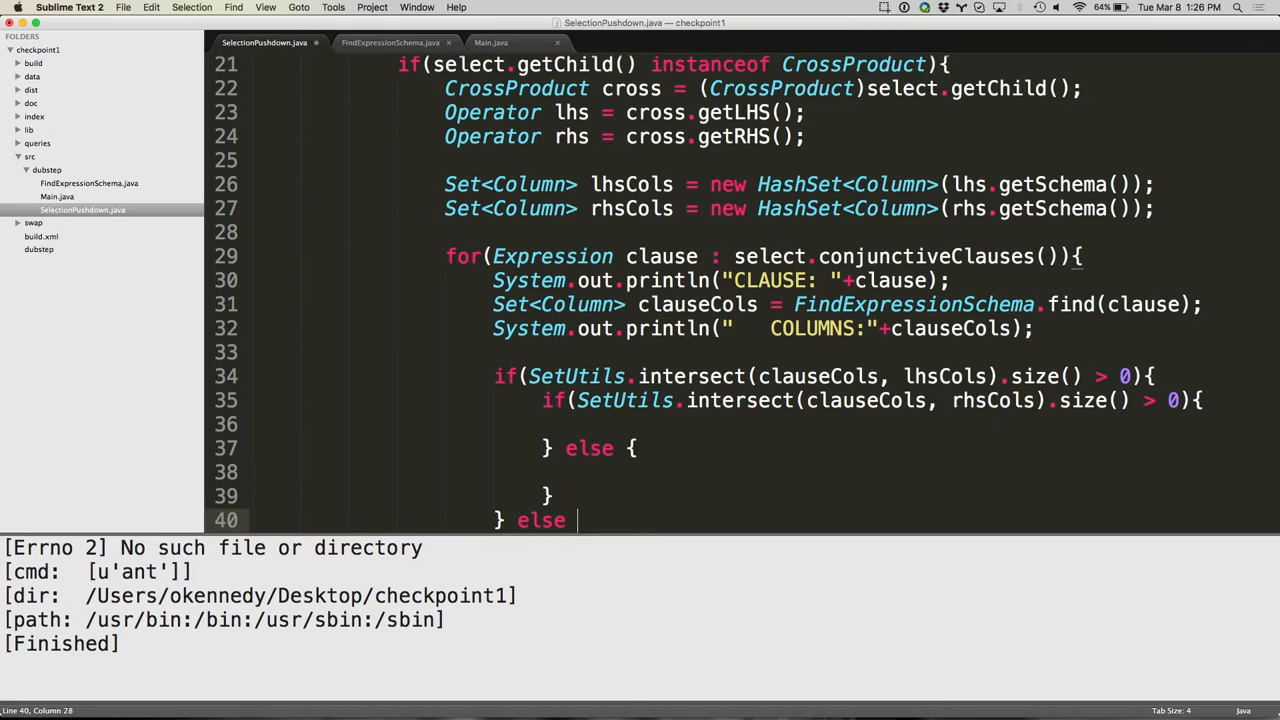 Sublime Text 2 File Edit Selection Find View Goto Tools Project Window Help 64% Tue Mar 8 1:26 PM
SelectionPushdown.java — checkpoint1
FOLDERS
checkpoint1
build
data
dist
doc
index
lib
queries
src
dubstep
FindExpressionSchema.java
Main.java
SelectionPushdown.java
swap
build.xml
dubstep
SelectionPushdown.java FindExpressionSchema.java Main.java
21 if(select.getChild() instanceof CrossProduct){
22 CrossProduct cross = (CrossProduct)select.getChild();
23 Operator lhs = cross.getLHS();
24 Operator rhs = cross.getRHS();
25
26 Set<Column> lhsCols = new HashSet<Column>(lhs.getSchema());
27 Set<Column> rhsCols = new HashSet<Column>(rhs.getSchema());
28
29 for(Expression clause : select.conjunctiveClauses()){
30 System.out.println("CLAUSE: "+clause);
31 Set<Column> clauseCols = FindExpressionSchema.find(clause);
32 System.out.println("   COLUMNS:"+clauseCols);
33
34 if(SetUtils.intersect(clauseCols, lhsCols).size() > 0){
35 if(SetUtils.intersect(clauseCols, rhsCols).size() > 0){
36
37 } else {
38
39 }
40 } else
[Errno 2] No such file or directory
[cmd:  [u'ant']]
[dir:  /Users/okennedy/Desktop/checkpoint1]
[path: /usr/bin:/bin:/usr/sbin:/sbin]
[Finished]
Line 40, Column 28 Tab Size: 4 Java